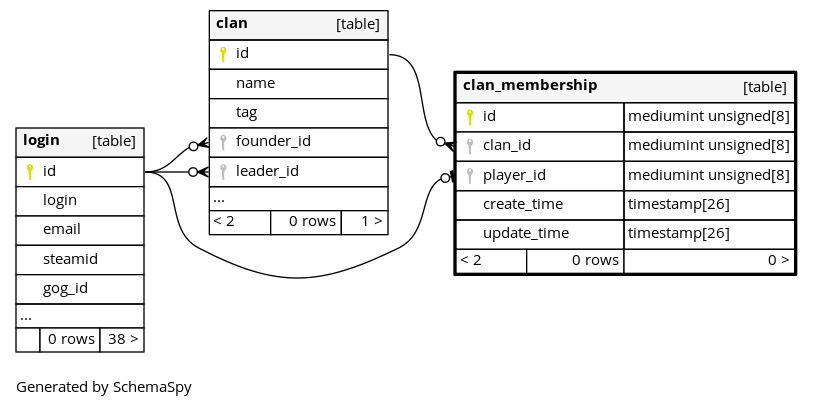 clan [table]
id
name
tag
founder_id
leader_id
...
< 2 0 rows 1 >
clan_membership [table]
id mediumint unsigned[8]
clan_id mediumint unsigned[8]
player_id mediumint unsigned[8]
create_time timestamp[26]
update_time timestamp[26]
< 2 0 rows 0 >
login [table]
id
login
email
steamid
gog_id
...
0 rows 38 >
Generated by SchemaSpy